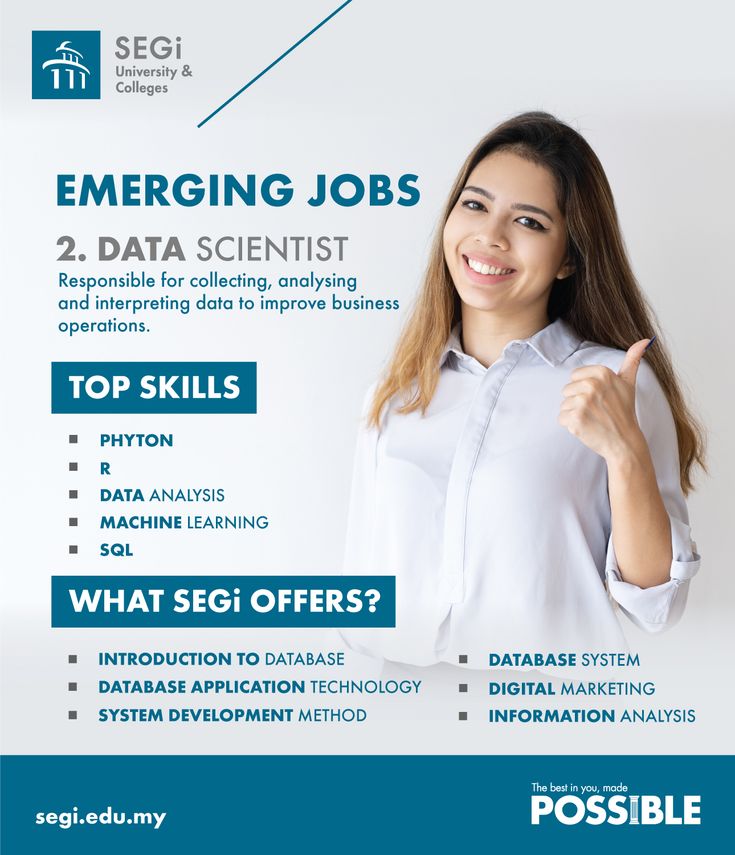 SEGi
University &
Colleges
EMERGING JOBS
2. DATA SCIENTIST
Responsible for collecting, analysing
and interpreting data to improve business
operations.
TOP SKILLS
PHYTON
R
DATA ANALYSIS
MACHINE LEARNING
SQL
WHAT SEGi OFFERS?
INTRODUCTION TO DATABASE
DATABASE APPLICATION TECHNOLOGY
SYSTEM DEVELOPMENT METHOD
DATABASE SYSTEM
DIGITAL MARKETING
INFORMATION ANALYSIS
segi.edu.my
The best in you, made
POSSIBLE